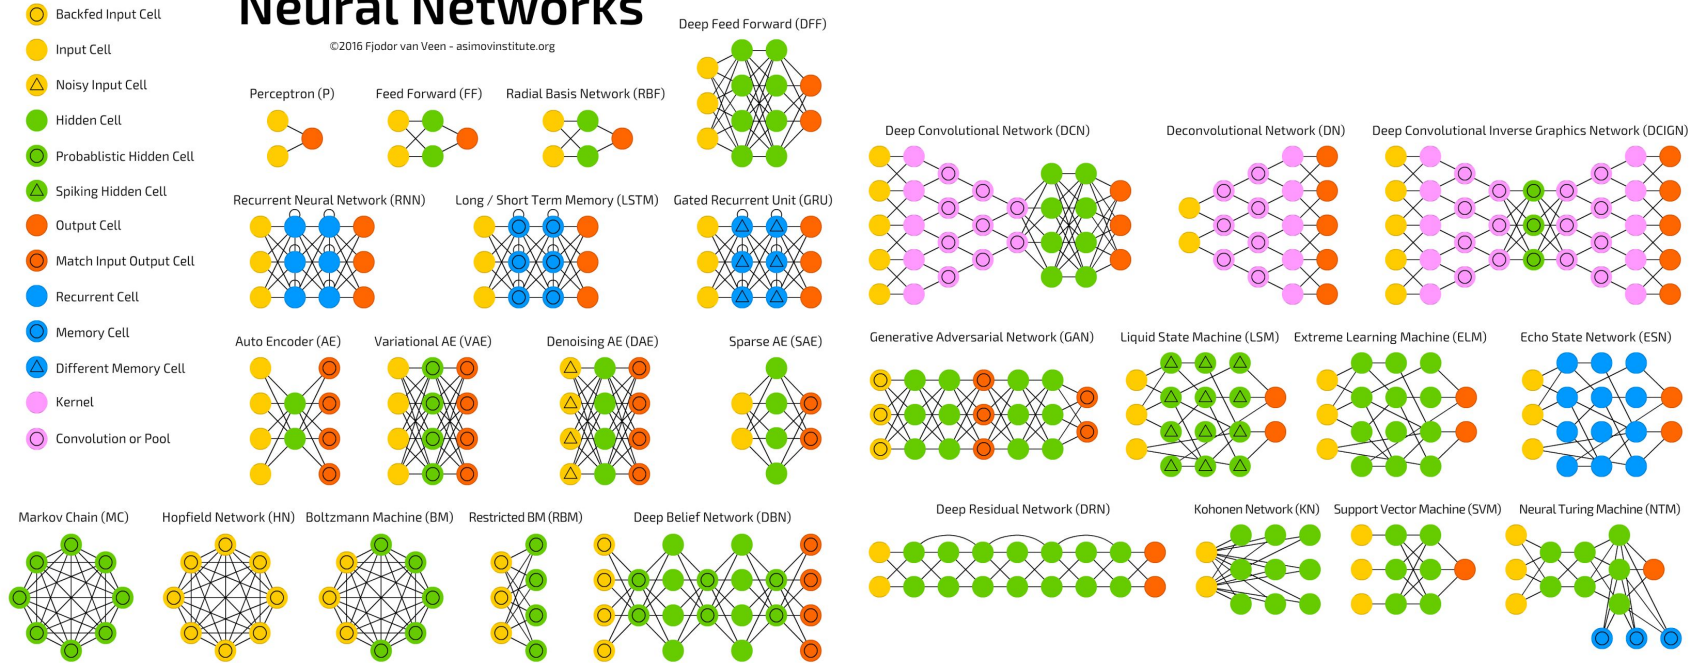 Neural Networks
©2016 Fjodor van Veen - asimovinstitute.org
Backfed Input Cell
Input Cell
Noisy Input Cell
Hidden Cell
Probablistic Hidden Cell
Spiking Hidden Cell
Output Cell
Match Input Output Cell
Recurrent Cell
Memory Cell
Different Memory Cell
Kernel
Convolution or Pool
Deep Feed Forward (DFF)
Perceptron (P)
Feed Forward (FF)
Radial Basis Network (RBF)
Recurrent Neural Network (RNN)
Long / Short Term Memory (LSTM)
Gated Recurrent Unit (GRU)
Auto Encoder (AE)
Variational AE (VAE)
Denoising AE (DAE)
Sparse AE (SAE)
Markov Chain (MC)
Hopfield Network (HN)
Boltzmann Machine (BM)
Restricted BM (RBM)
Deep Belief Network (DBN)
Deep Convolutional Network (DCN)
Deconvolutional Network (DN)
Deep Convolutional Inverse Graphics Network (DCIGN)
Generative Adversarial Network (GAN)
Liquid State Machine (LSM)
Extreme Learning Machine (ELM)
Echo State Network (ESN)
Deep Residual Network (DRN)
Kohonen Network (KN)
Support Vector Machine (SVM)
Neural Turing Machine (NTM)